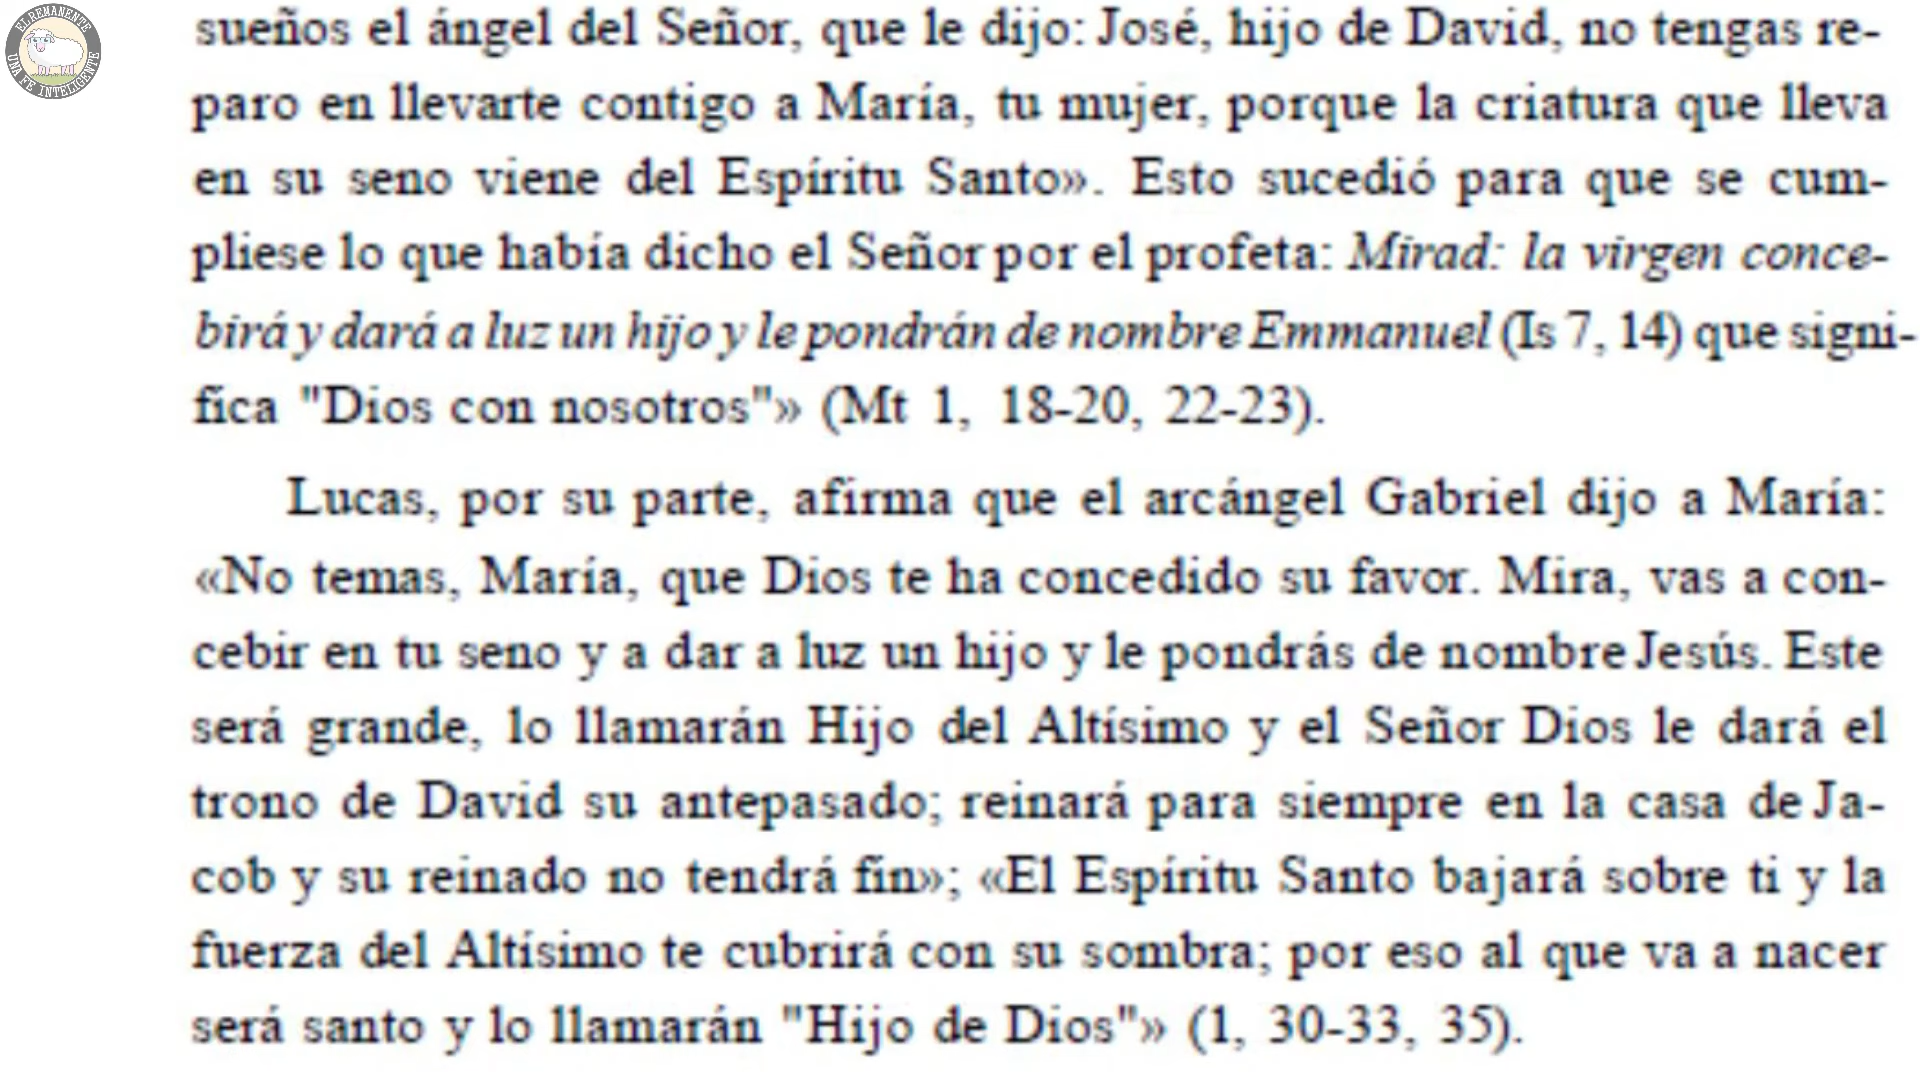 EL REMANENTE
UNA FE INTELIGENTE
sueños el ángel del Señor, que le dijo: José, hijo de David, no tengas re-
paro en llevarte contigo a María, tu mujer, porque la criatura que lleva
en su seno viene del Espíritu Santo». Esto sucedió para que se cum-
pliese lo que había dicho el Señor por el profeta: Mirad: la virgen conce-
birá y dará a luz un hijo y le pondrán de nombre Emmanuel (Is 7, 14) que signi-
fica "Dios con nosotros"» (Mt 1, 18-20, 22-23).
Lucas, por su parte, afirma que el arcángel Gabriel dijo a María:
«No temas, María, que Dios te ha concedido su favor. Mira, vas a con-
cebir en tu seno y a dar a luz un hijo y le pondrás de nombre Jesús. Este
será grande, lo llamarán Hijo del Altísimo y el Señor Dios le dará el
trono de David su antepasado; reinará para siempre en la casa de Ja-
cob y su reinado no tendrá fin»; «El Espíritu Santo bajará sobre ti y la
fuerza del Altísimo te cubrirá con su sombra; por eso al que va a nacer
será santo y lo llamarán "Hijo de Dios"» (1, 30-33, 35).